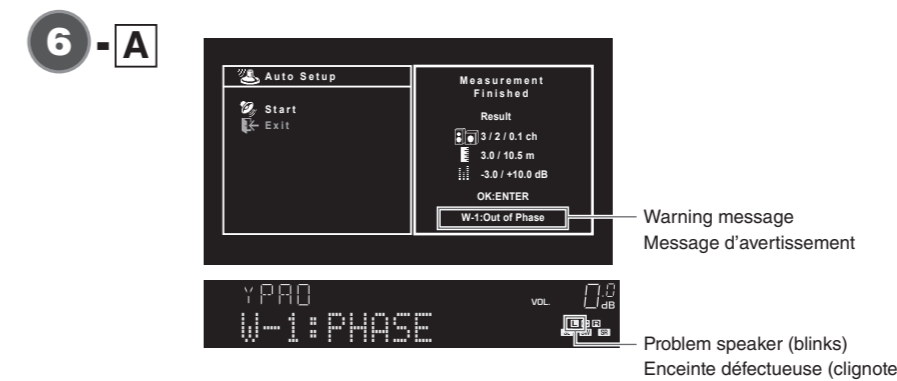 6 - A
Auto Setup
Start
Exit
Measurement
Finished
Result
3 / 2 / 0.1 ch
3.0 / 10.5 m
-3.0 / +10.0 dB
OK:ENTER
W-1:Out of Phase
Warning message
Message d'avertissement
YPAO
VOL.
0.0
dB
W-1:PHASE
L R
SR
Problem speaker (blinks)
Enceinte défectueuse (clignote